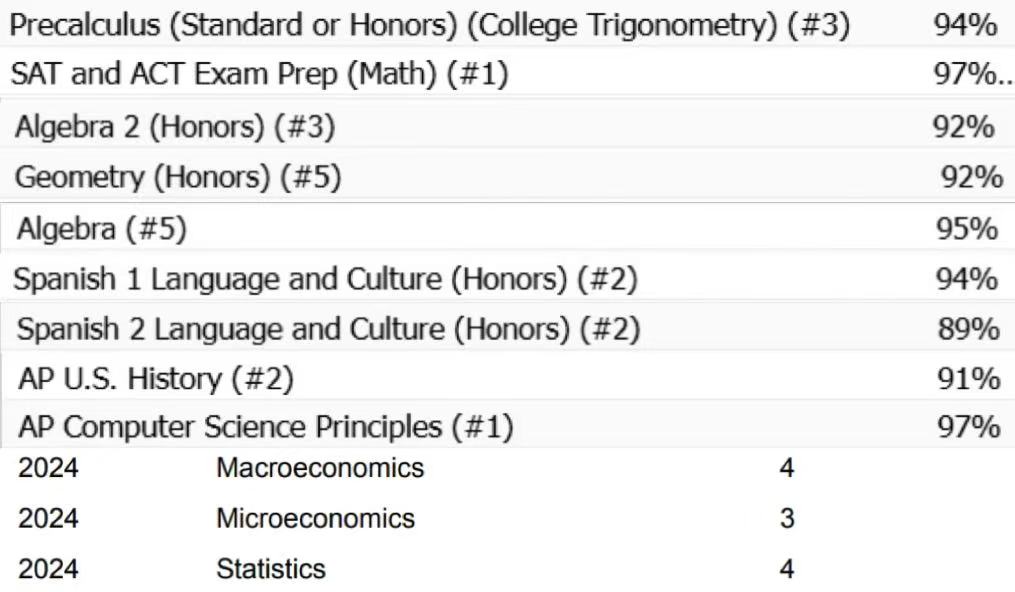 Precalculus (Standard or Honors) (College Trigonometry) (#3) 94%
SAT and ACT Exam Prep (Math) (#1) 97%..
Algebra 2 (Honors) (#3) 92%
Geometry (Honors) (#5) 92%
Algebra (#5) 95%
Spanish 1 Language and Culture (Honors) (#2) 94%
Spanish 2 Language and Culture (Honors) (#2) 89%
AP U.S. History (#2) 91%
AP Computer Science Principles (#1) 97%
2024 Macroeconomics 4
2024 Microeconomics 3
2024 Statistics 4